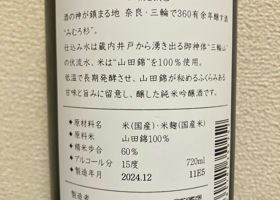 酒の神が鎮まる地 奈良・三輪で360有余年醸す酒
“みむろ杉”。
仕込み水は蔵内井戸から湧き出る御神体“三輪山”
の伏流水、米は“山田錦”を100％使用。
低温で長期発酵させ、山田錦が秘めるふくらみある
甘味と旨みに留意し、醸した純米吟醸酒です。
◆原材料名 米(国産)・米麹(国産米)
◆原料米 山田錦100%
◆精米歩合 60%
◆アルコール分 15度 720ml
◆製造年月 2024.12 11E5
製造者